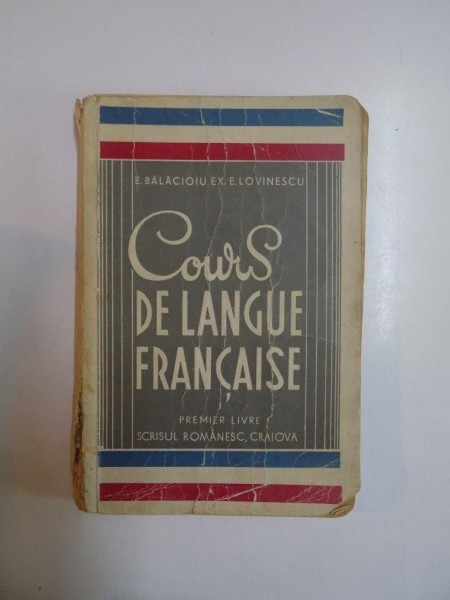 E. BĂLĂCIOIU EX. E. LOVINESCU
Cours
DE LANGUE
FRANÇAISE
PREMIER LIVRE
SCRISUL ROMÂNESC, CRAIOVA